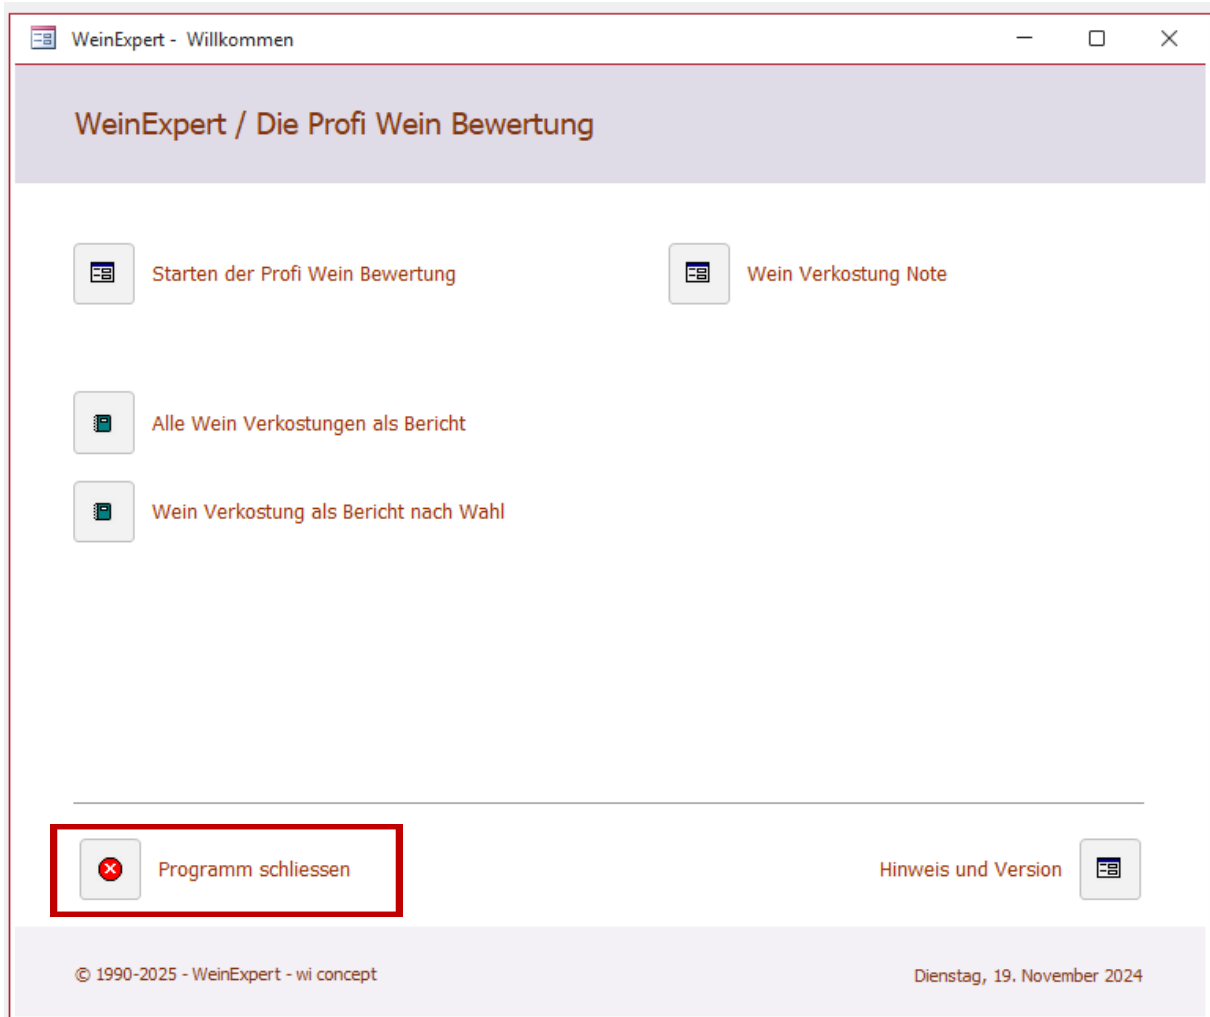 WeinExpert - Willkommen
WeinExpert / Die Profi Wein Bewertung
Starten der Profi Wein Bewertung
Wein Verkostung Note
Alle Wein Verkostungen als Bericht
Wein Verkostung als Bericht nach Wahl
Programm schliessen
Hinweis und Version
© 1990-2025 - WeinExpert - wi concept
Dienstag, 19. November 2024